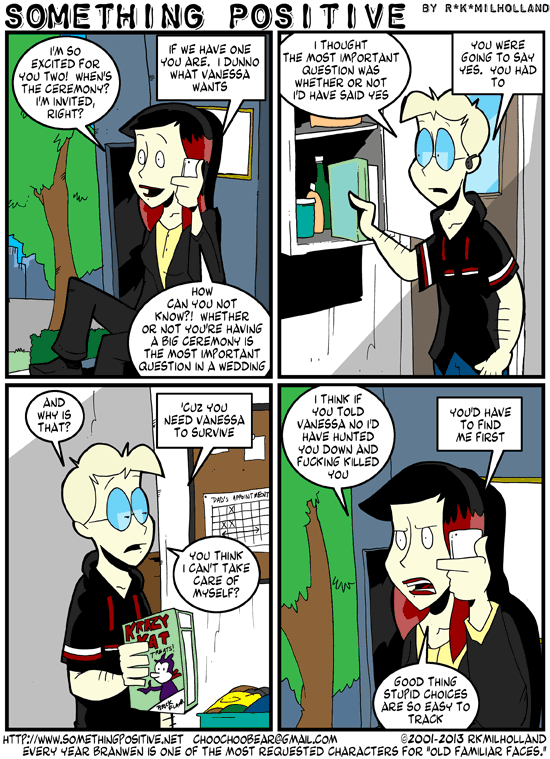 SOMETHING POSITIVE BY R*K*MILHOLLAND
I'M SO
EXCITED FOR
YOU TWO! WHEN'S
THE CEREMONY?
I'M INVITED,
RIGHT?
IF WE HAVE ONE
YOU ARE. I DUNNO
WHAT VANESSA
WANTS
HOW
CAN YOU NOT
KNOW?! WHETHER
OR NOT YOU'RE HAVING
A BIG CEREMONY IS
THE MOST IMPORTANT
QUESTION IN A WEDDING
I THOUGHT
THE MOST IMPORTANT
QUESTION WAS
WHETHER OR NOT
I'D HAVE SAID YES
YOU WERE
GOING TO SAY
YES. YOU HAD
TO
AND
WHY IS
THAT?
'CUZ YOU
NEED VANESSA
TO SURVIVE
DAD'S APPOINTMENT
YOU THINK
I CAN'T TAKE
CARE OF
MYSELF?
KRAZY
KAT
TREATS!
I THINK IF
YOU TOLD
VANESSA NO I'D
HAVE HUNTED
YOU DOWN AND
FUCKING KILLED
YOU
YOU'D HAVE
TO FIND
ME FIRST
GOOD THING
STUPID CHOICES
ARE SO EASY TO
TRACK
HTTP://WWW.SOMETHINGPOSITIVE.NET CHOOCHOOBEAR@GMAIL.COM ©2001-2013 RKMILHOLLAND
EVERY YEAR BRANWEN IS ONE OF THE MOST REQUESTED CHARACTERS FOR "OLD FAMILIAR FACES."